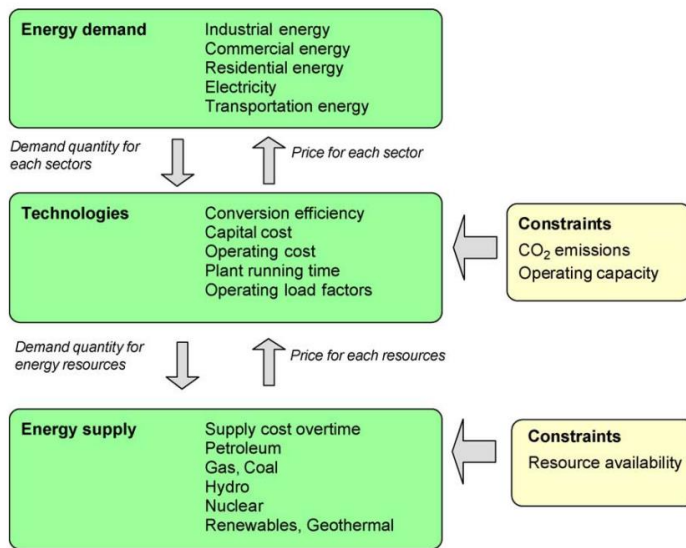 Energy demand
Industrial energy
Commercial energy
Residential energy
Electricity
Transportation energy
Demand quantity for
each sectors
Price for each sector
Technologies
Conversion efficiency
Capital cost
Operating cost
Plant running time
Operating load factors
Constraints
CO₂ emissions
Operating capacity
Demand quantity for
energy resources
Price for each resources
Energy supply
Supply cost overtime
Petroleum
Gas, Coal
Hydro
Nuclear
Renewables, Geothermal
Constraints
Resource availability